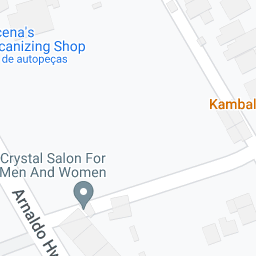 cena's
canizing Shop
de autopeças
Kambal
Crystal Salon For
Men And Women
Arnaldo Hw